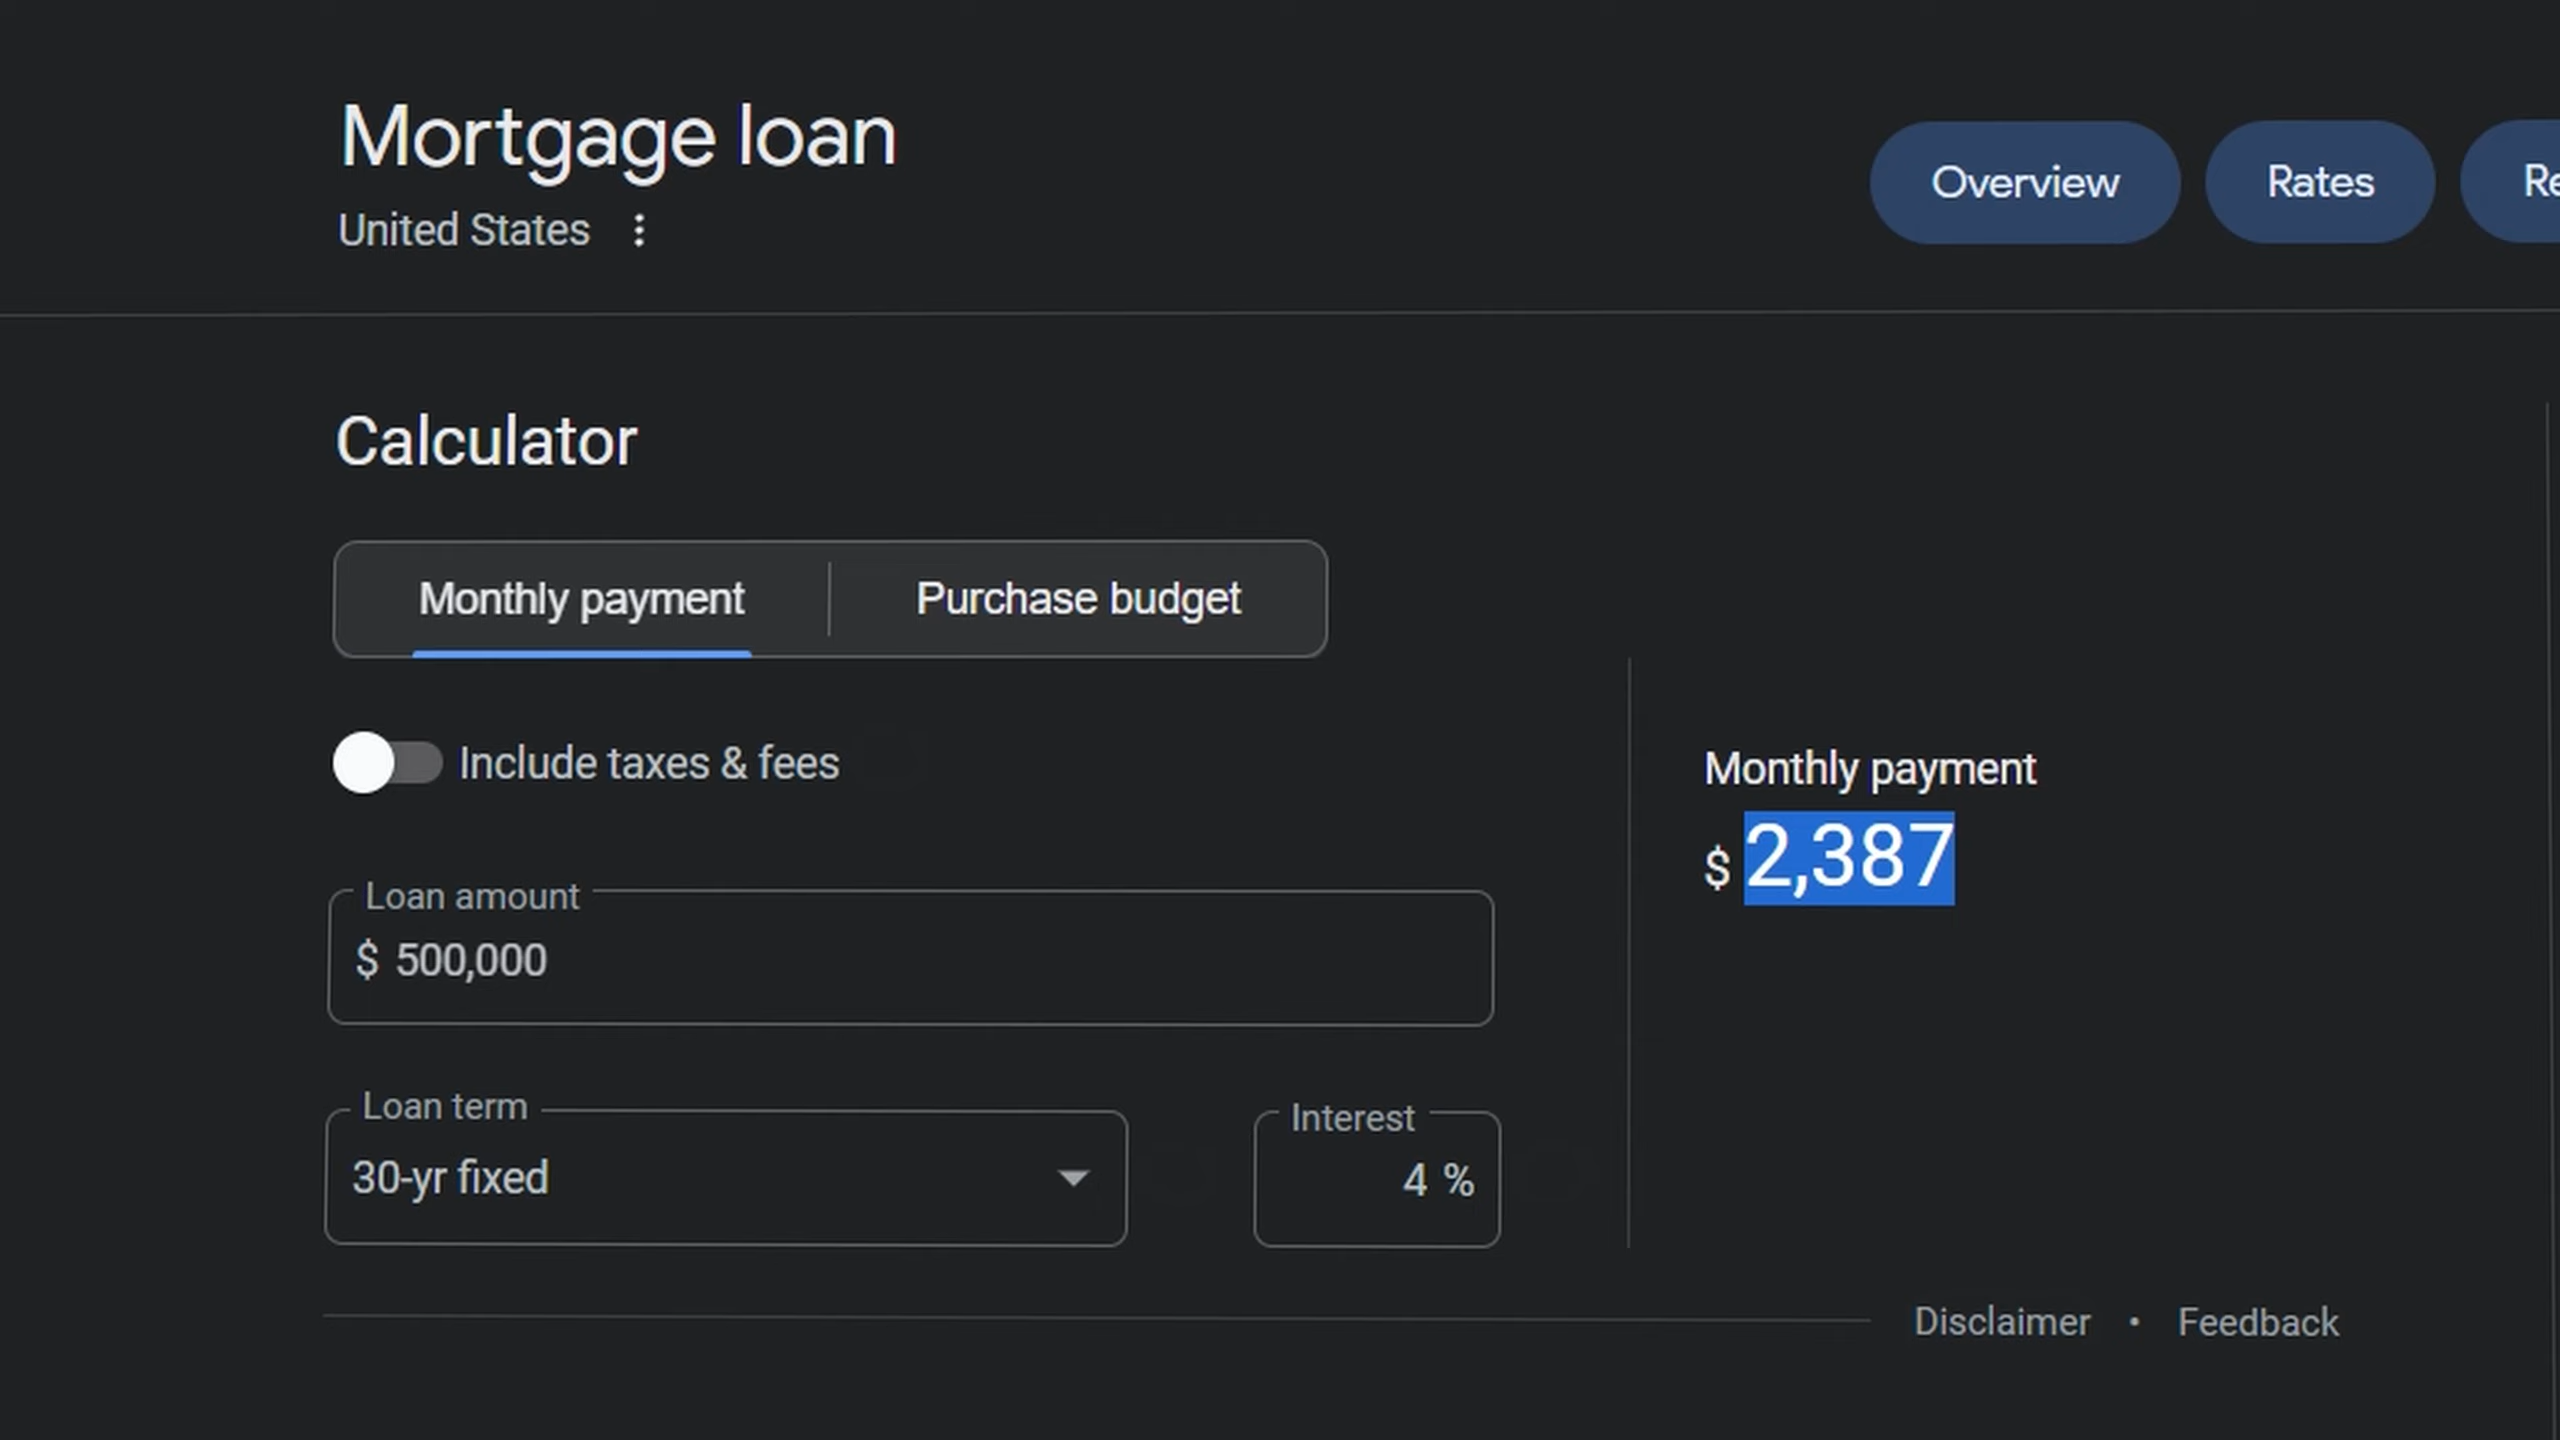 Mortgage loan
United States
Overview
Rates
Calculator
Monthly payment
Purchase budget
Include taxes & fees
Monthly payment
$ 2,387
Loan amount
$ 500,000
Loan term
30-yr fixed
Interest
4 %
Disclaimer • Feedback